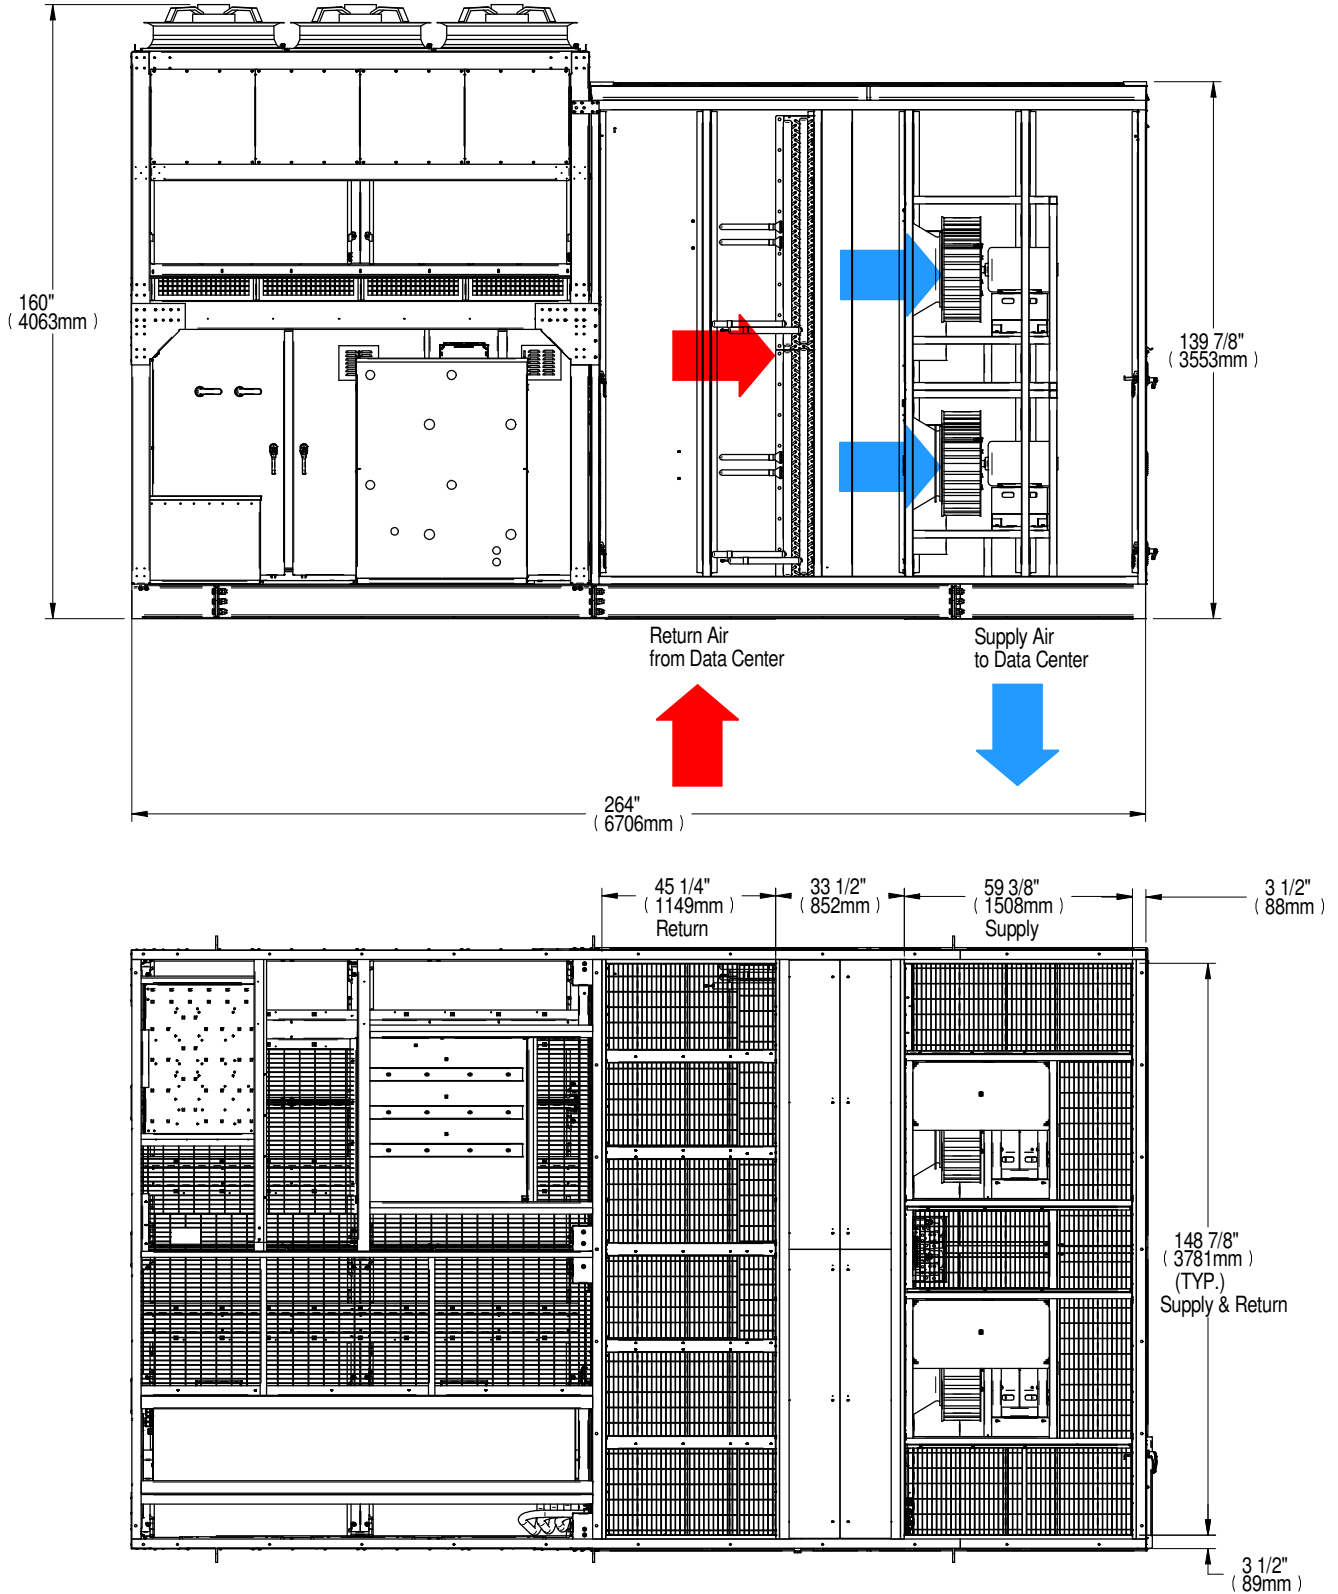 160"
( 4063mm )
139 7/8"
( 3553mm )
Return Air
from Data Center
Supply Air
to Data Center
264"
( 6706mm )
45 1/4"
( 1149mm )
Return
33 1/2"
( 852mm )
59 3/8"
( 1508mm )
Supply
3 1/2"
( 88mm )
148 7/8"
( 3781mm )
(TYP.)
Supply & Return
3 1/2"
( 89mm )